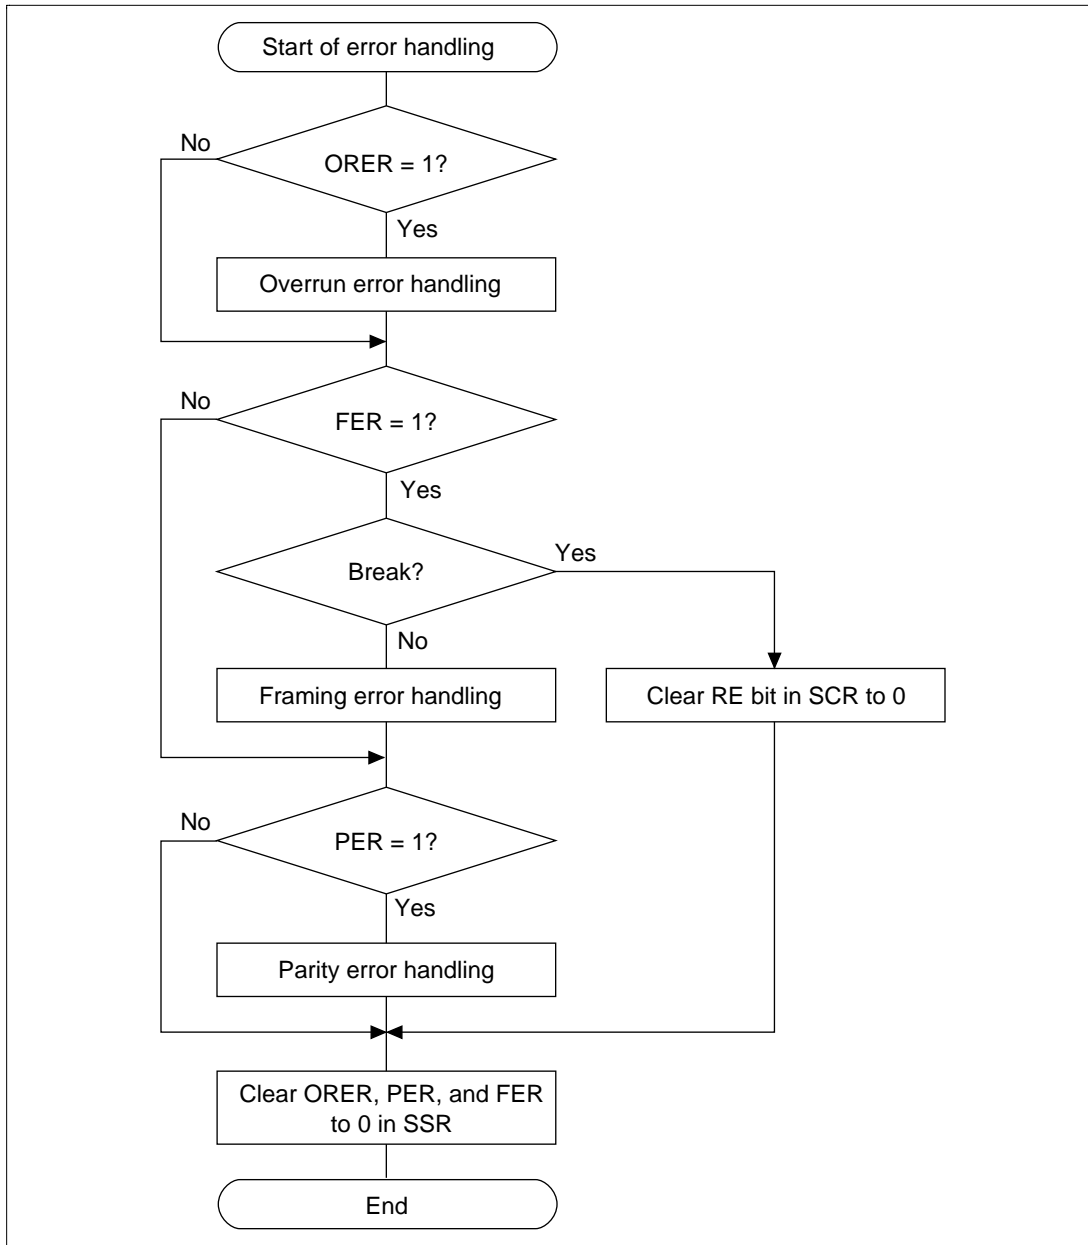 Start of error handling
No
ORER = 1?
Yes
Overrun error handling
No
FER = 1?
Yes
Break?
Yes
No
Framing error handling
Clear RE bit in SCR to 0
No
PER = 1?
Yes
Parity error handling
Clear ORER, PER, and FER
to 0 in SSR
End